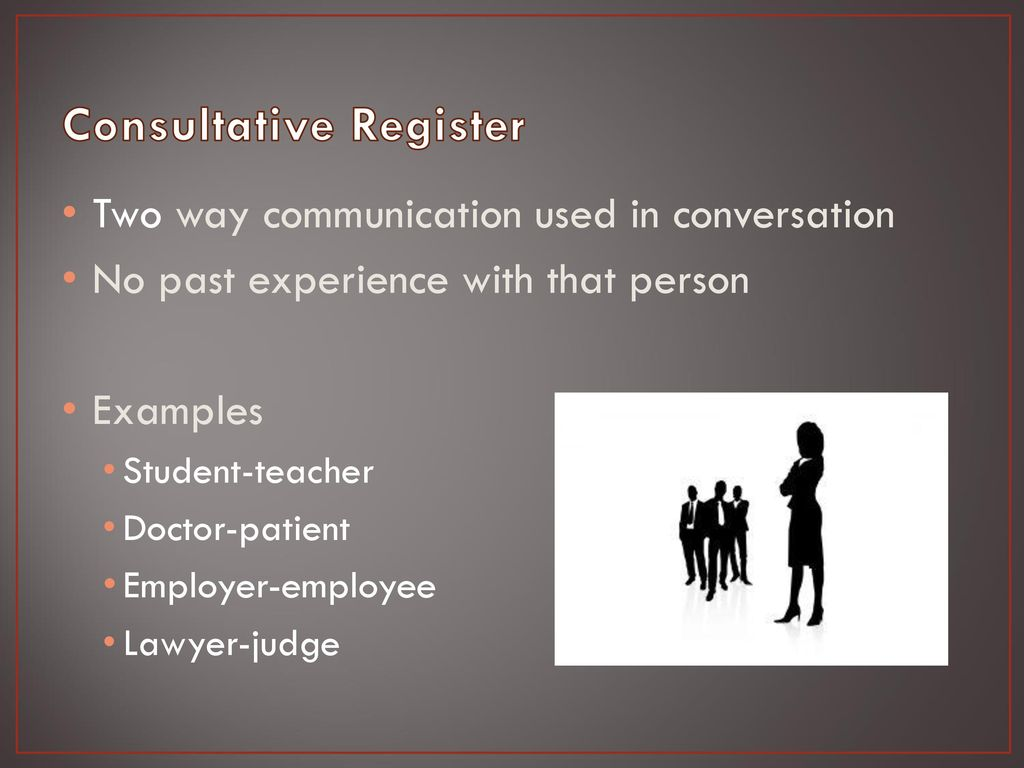 Consultative Register
• Two way communication used in conversation
• No past experience with that person
• Examples
• Student-teacher
• Doctor-patient
• Employer-employee
• Lawyer-judge